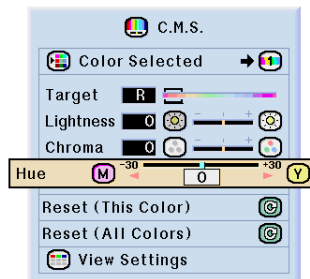 C.M.S.
Color Selected 1
Target R
Lightness 0 - +
Chroma 0 - +
Hue M -30 0 +30 Y
Reset (This Color)
Reset (All Colors)
View Settings